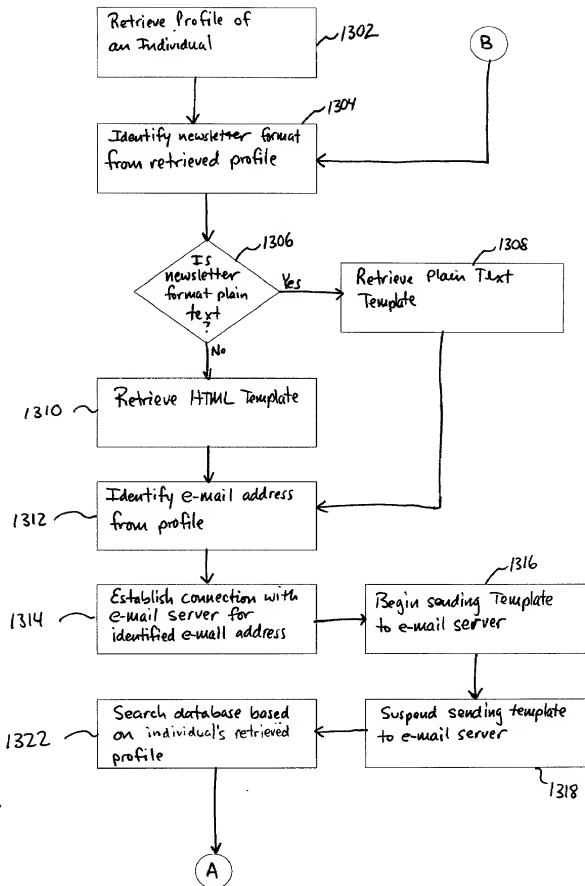 Retrieve Profile of
an Individual
1302
B
1304
Identify newsletter format
from retrieved profile
1306
Is
newsletter
format plain
text
?
Yes
No
1308
Retrieve Plain Text
Template
1310
Retrieve HTML Template
1312
Identify e-mail address
from profile
1314
Establish connection with
e-mail server for
identified e-mail address
1316
Begin sending Template
to e-mail server
1322
Search database based
on individual's retrieved
profile
Suspend sending template
to e-mail server
1318
A